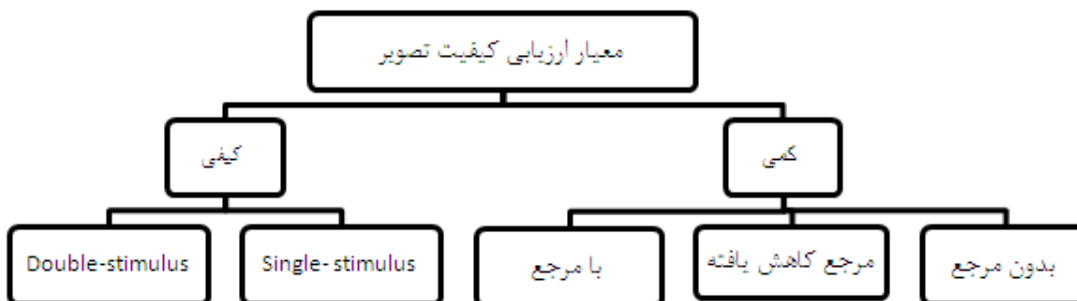 معیار ارزیابی کیفیت تصویر
کمی
کیفی
بدون مرجع
مرجع کاهش یافته
با مرجع
Single- stimulus
Double-stimulus